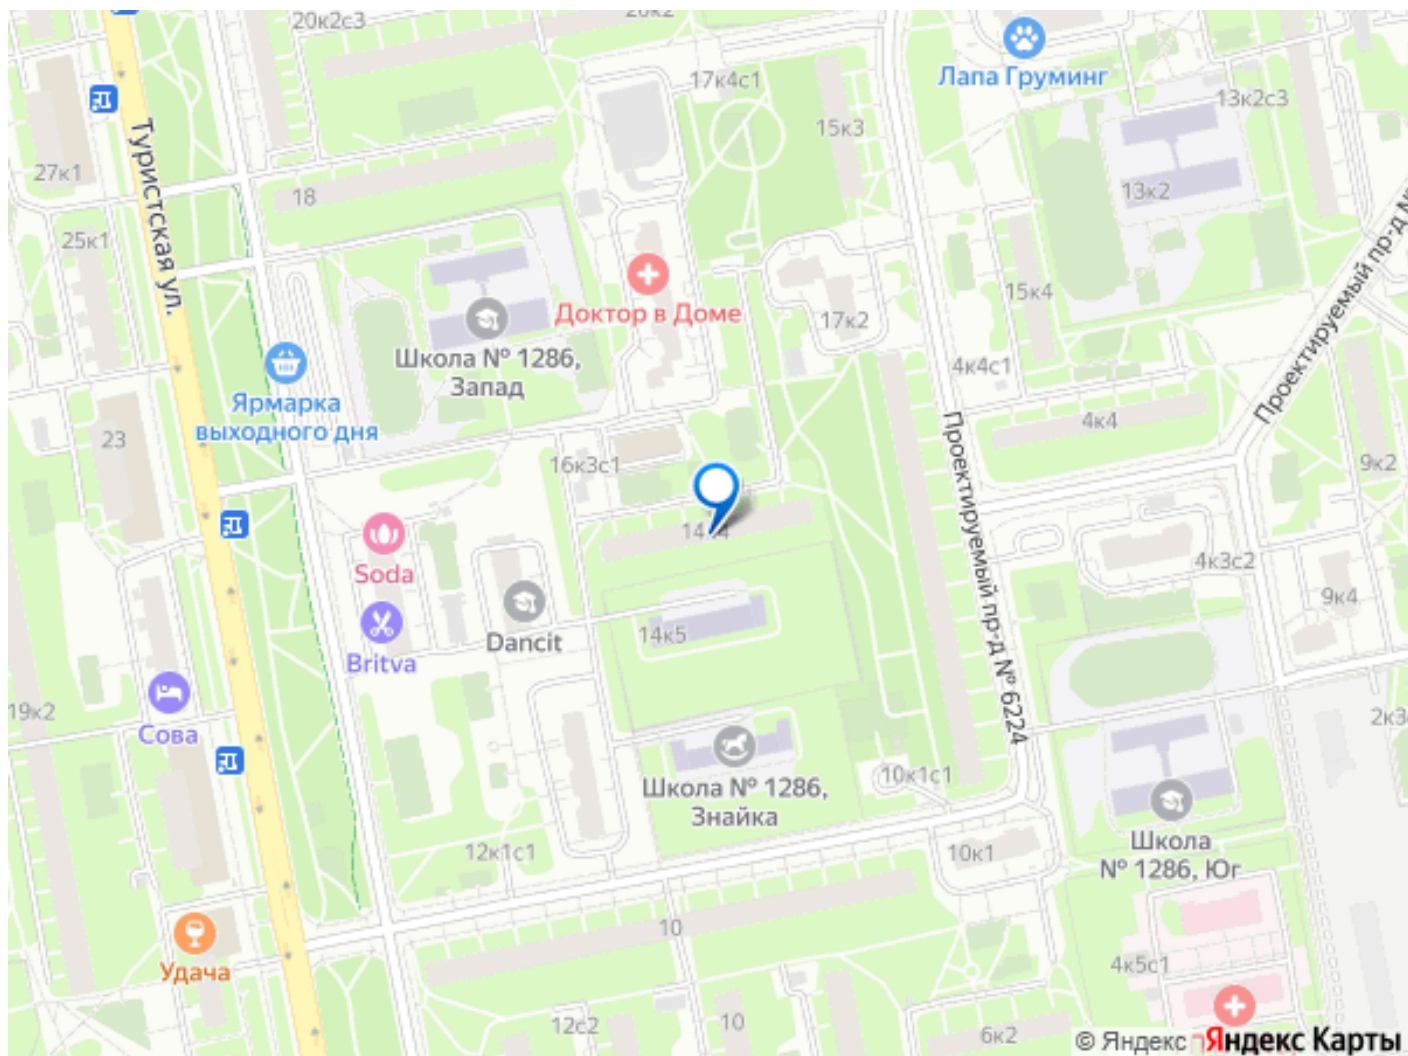 20к2с3
17к4с1
Лапа Груминг
13к2с3
15к3
27к1
18
13к2
Туристская ул.
25к1
Доктор в Доме
15к4
17к2
Школа № 1286,
Запад
Проектируемый пр-д №
4к4с1
Ярмарка
выходного дня
23
4к4
16к3с1
9к2
Проектируемый пр-д № 6224
Soda
4к3с2
9к4
14к5
Dancit
Britva
19к2
Сова
2к3
Школа № 1286,
Знайка
10к1с1
12к1с1
10к1
Школа
№ 1286, Юг
10
Удача
4к5с1
12с2
10
6к2
© Яндекс Яндекс Карты